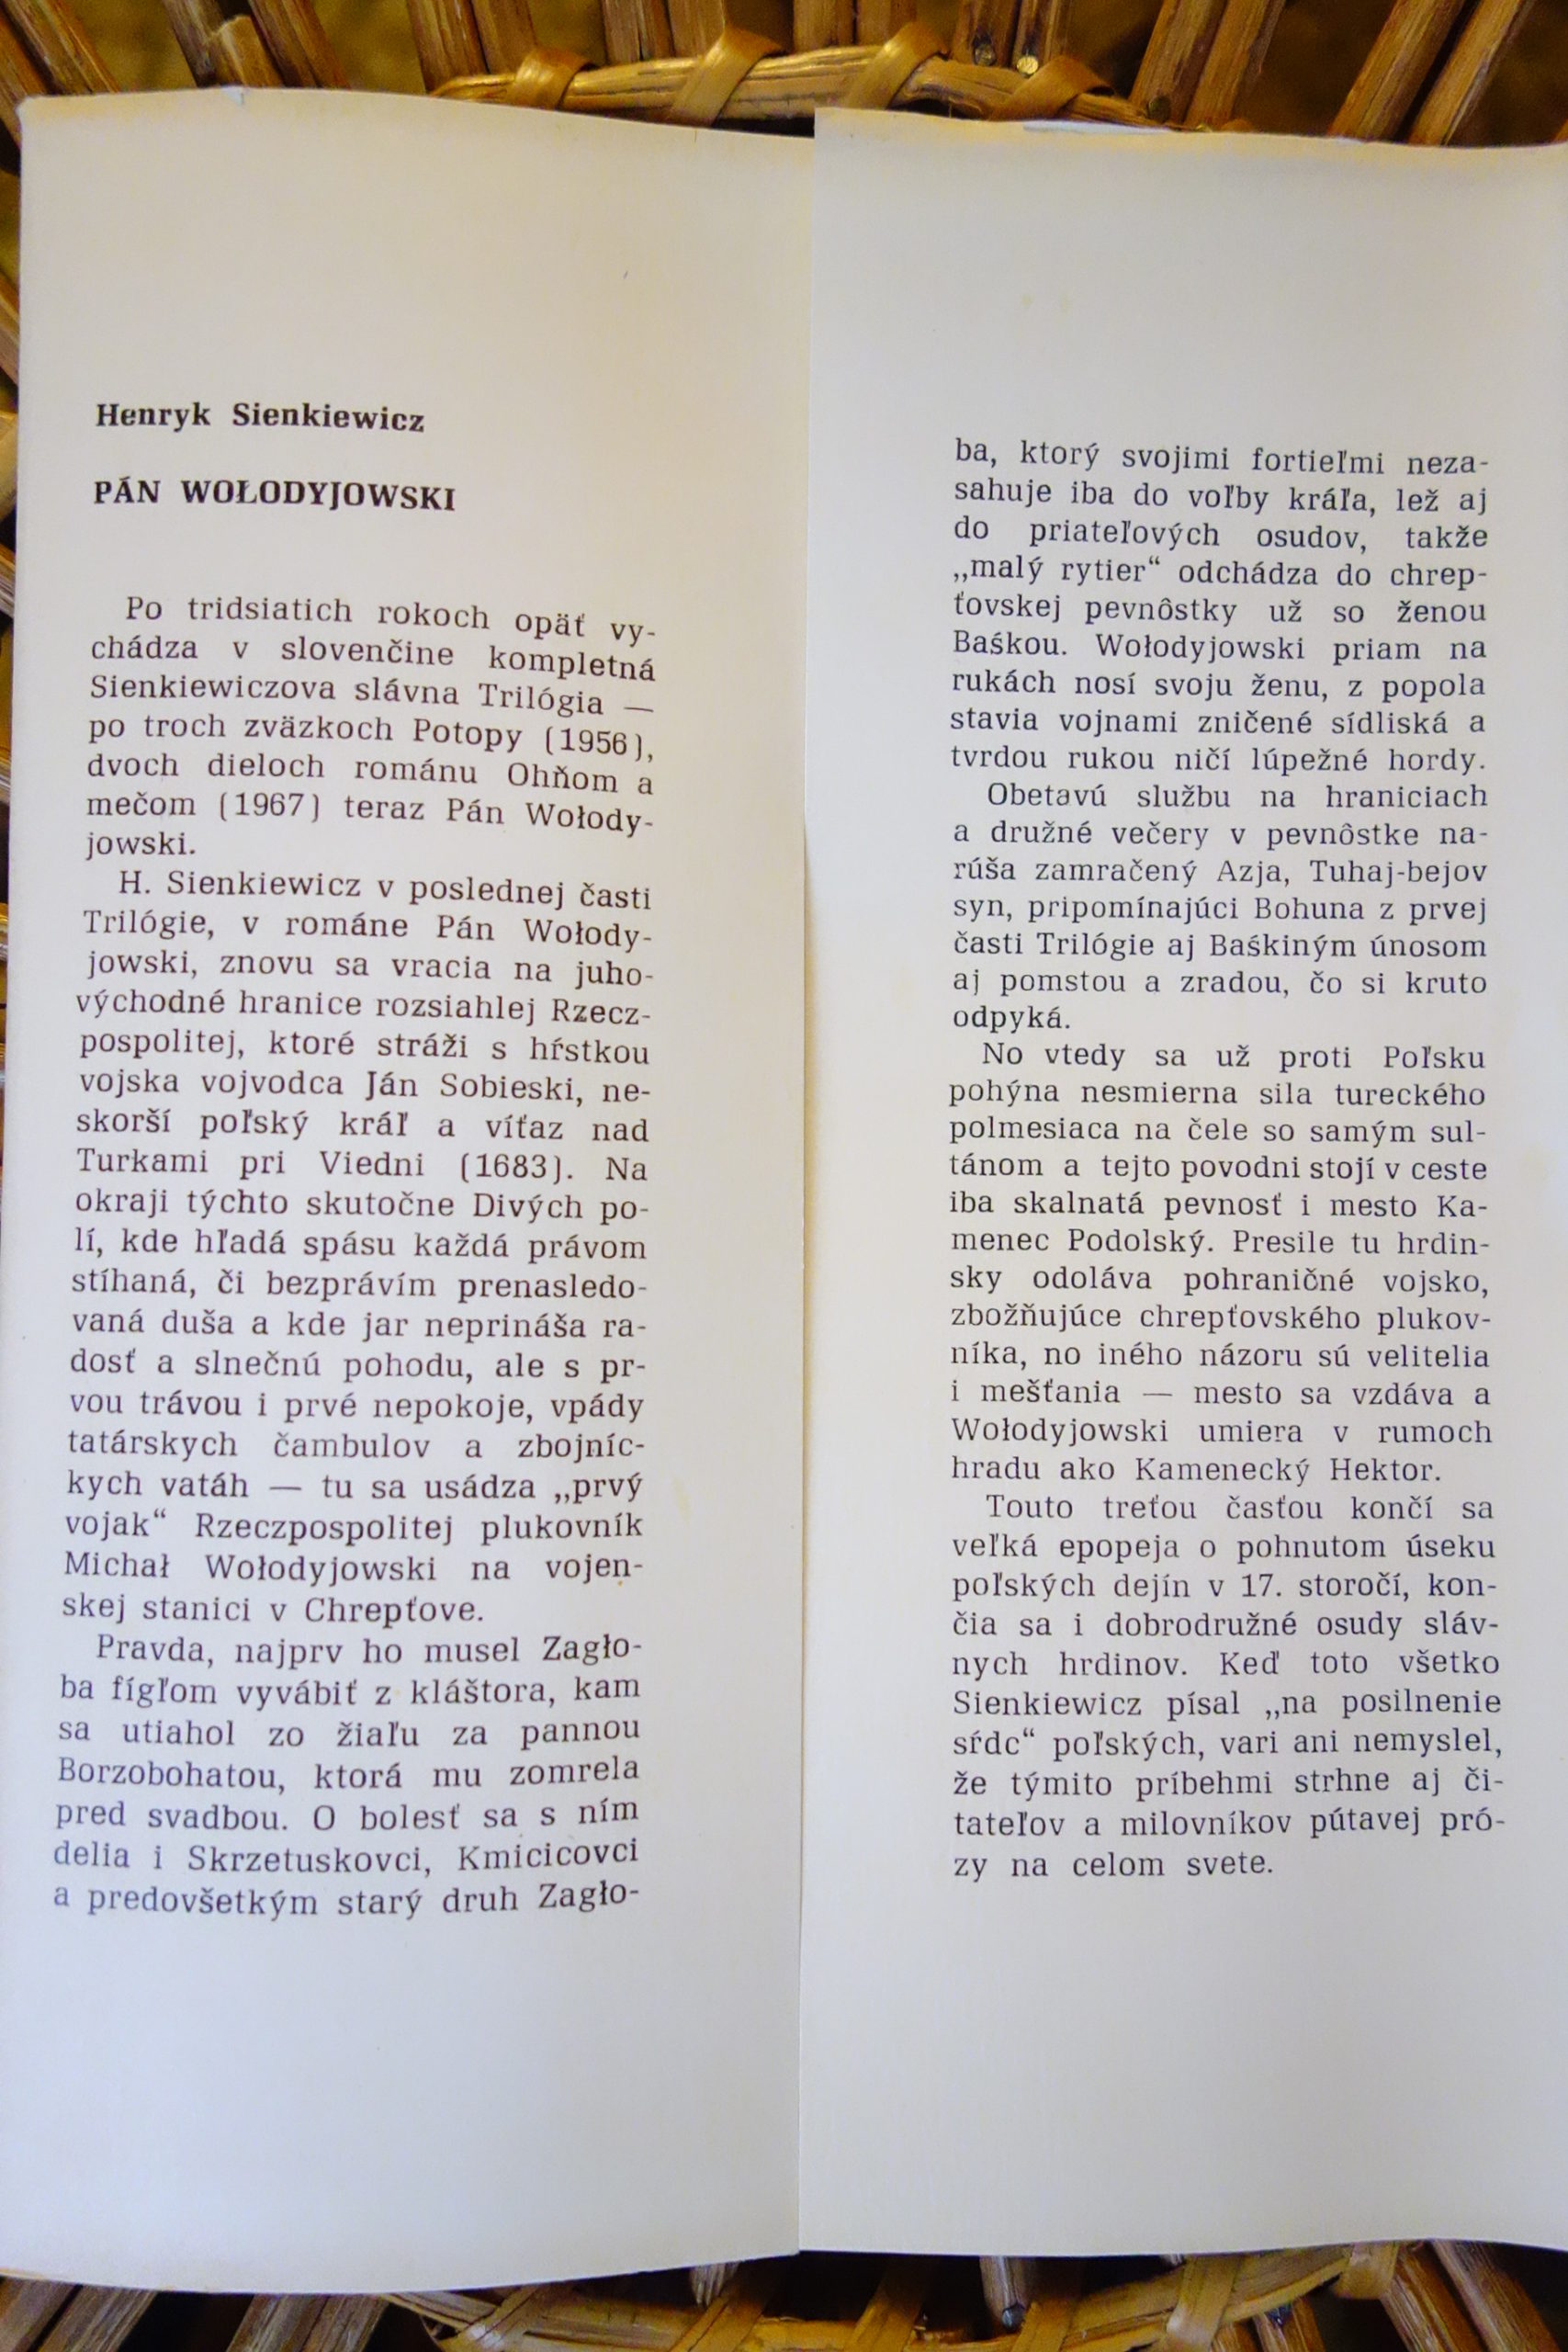 Henryk Sienkiewicz
PÁN WOŁODYJOWSKI
Po tridsiatich rokoch opäť vy-
chádza v slovenčine kompletná
Sienkiewiczova slávna Trilógia —
po troch zväzkoch Potopy (1956),
dvoch dieloch románu Ohňom a
mečom (1967) teraz Pán Wołody-
jowski.
H. Sienkiewicz v poslednej časti
Trilógie, v románe Pán Wołody-
jowski, znovu sa vracia na juho-
východné hranice rozsiahlej Rzecz-
pospolitej, ktoré stráži s hŕstkou
vojska vojvodca Ján Sobieski, ne-
skorší poľský kráľ a víťaz nad
Turkami pri Viedni (1683). Na
okraji týchto skutočne Divých po-
lí, kde hľadá spásu každá právom
stíhaná, či bezprávím prenasledo-
vaná duša a kde jar neprináša ra-
dosť a slnečnú pohodu, ale s pr-
vou trávou i prvé nepokoje, vpády
tatárskych čambulov a zbojníc-
kych vatáh — tu sa usádza „prvý
vojak“ Rzeczpospolitej plukovník
Michał Wołodyjowski na vojen-
skej stanici v Chrepťove.
Pravda, najprv ho musel Zagło-
ba fígľom vyvábiť z kláštora, kam
sa utiahol zo žiaľu za pannou
Borzobohatou, ktorá mu zomrela
pred svadbou. O bolesť sa s ním
delia i Skrzetuskovci, Kmicicovci
a predovšetkým starý druh Zagło-
ba, ktorý svojimi fortieľmi neza-
sahuje iba do voľby kráľa, lež aj
do priateľových osudov, takže
„malý rytier“ odchádza do chrep-
ťovskej pevnôstky už so ženou
Baśkou. Wołodyjowski priam na
rukách nosí svoju ženu, z popola
stavia vojnami zničené sídliská a
tvrdou rukou ničí lúpežné hordy.
Obetavú službu na hraniciach
a družné večery v pevnôstke na-
rúša zamračený Azja, Tuhaj-bejov
syn, pripomínajúci Bohuna z prvej
časti Trilógie aj Baśkiným únosom
aj pomstou a zradou, čo si kruto
odpyká.
No vtedy sa už proti Poľsku
pohýna nesmierna sila tureckého
polmesiaca na čele so samým sul-
tánom a tejto povodni stojí v ceste
iba skalnatá pevnosť i mesto Ka-
menec Podolský. Presile tu hrdin-
sky odoláva pohraničné vojsko,
zbožňujúce chrepťovského plukov-
níka, no iného názoru sú velitelia
i mešťania — mesto sa vzdáva a
Wołodyjowski umiera v rumoch
hradu ako Kamenecký Hektor.
Touto treťou časťou končí sa
veľká epopeja o pohnutom úseku
poľských dejín v 17. storočí, kon-
čia sa i dobrodružné osudy sláv-
nych hrdinov. Keď toto všetko
Sienkiewicz písal „na posilnenie
sŕdc“ poľských, vari ani nemyslel,
že týmito príbehmi strhne aj či-
tateľov a milovníkov pútavej pró-
zy na celom svete.